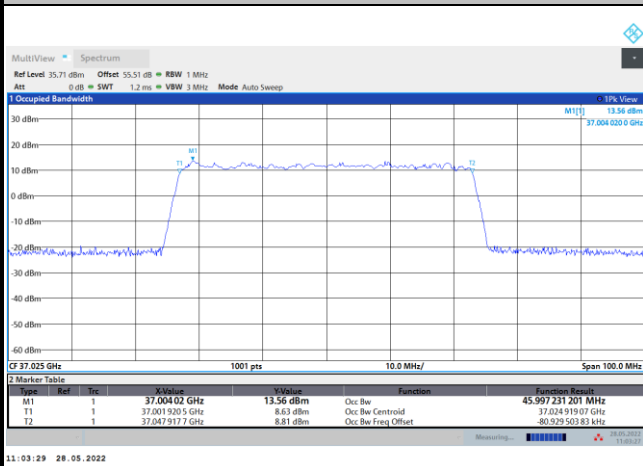 MultiView Spectrum
Ref Level 35.71 dBm Offset 55.51 dB RBW 1 MHz
Att 0 dB SWT 1.2 ms VBW 3 MHz Mode Auto Sweep
1 Occupied Bandwidth 1Pk View
M1[1] 13.56 dBm
37.004 020 0 GHz
30 dBm
20 dBm
M1
T1 T2
10 dBm
0 dBm
-10 dBm
-20 dBm
-30 dBm
-40 dBm
-50 dBm
-60 dBm
CF 37.025 GHz 1001 pts 10.0 MHz/ Span 100.0 MHz
2 Marker Table
Type Ref Trc X-Value Y-Value Function Function Result
M1 1 37.004 02 GHz 13.56 dBm Occ Bw 45.997 231 201 MHz
T1 1 37.001 920 5 GHz 8.63 dBm Occ Bw Centroid 37.024 919 07 GHz
T2 1 37.047 917 7 GHz 8.81 dBm Occ Bw Freq Offset -80.929 503 83 kHz
Measuring... 28.05.2022
11:03:27
11:03:29 28.05.2022